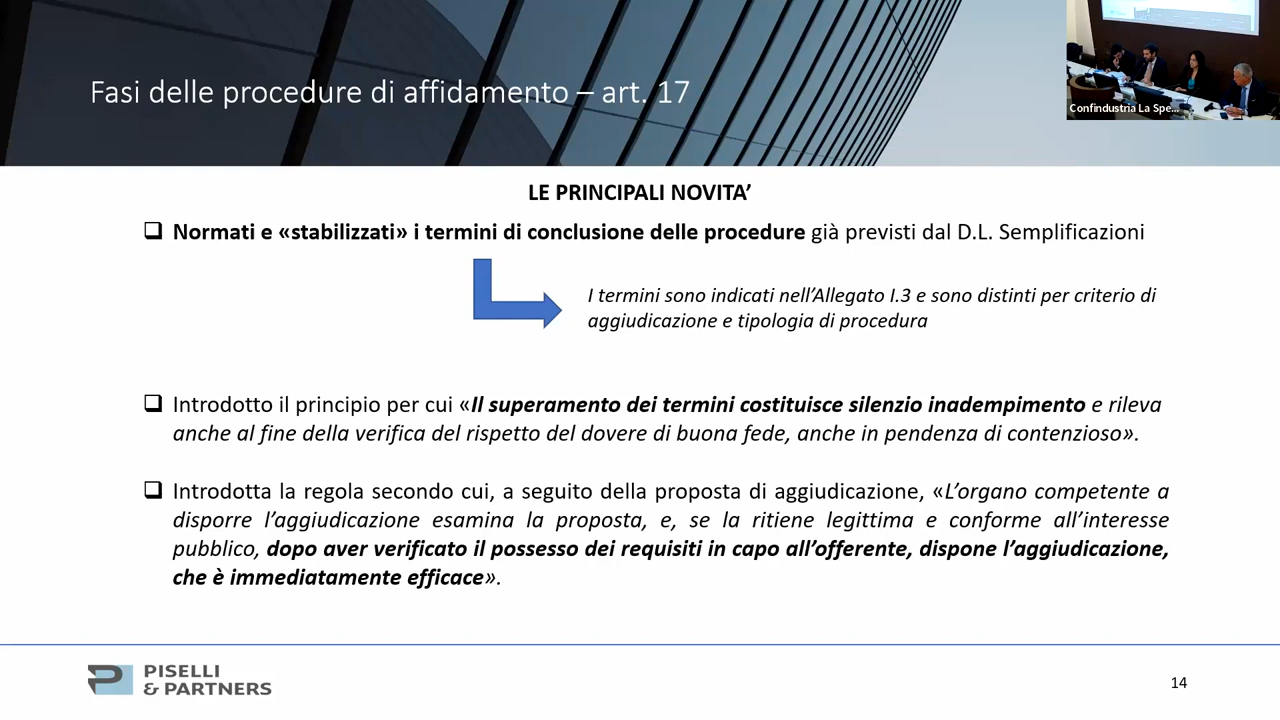 Fasi delle procedure di affidamento – art. 17
Confindustria La Spe...
LE PRINCIPALI NOVITA’
Normati e «stabilizzati» i termini di conclusione delle procedure già previsti dal D.L. Semplificazioni
I termini sono indicati nell’Allegato I.3 e sono distinti per criterio di
aggiudicazione e tipologia di procedura
Introdotto il principio per cui «Il superamento dei termini costituisce silenzio inadempimento e rileva
anche al fine della verifica del rispetto del dovere di buona fede, anche in pendenza di contenzioso».
Introdotta la regola secondo cui, a seguito della proposta di aggiudicazione, «L’organo competente a
disporre l’aggiudicazione esamina la proposta, e, se la ritiene legittima e conforme all’interesse
pubblico, dopo aver verificato il possesso dei requisiti in capo all’offerente, dispone l’aggiudicazione,
che è immediatamente efficace».
PISELLI
& PARTNERS
14